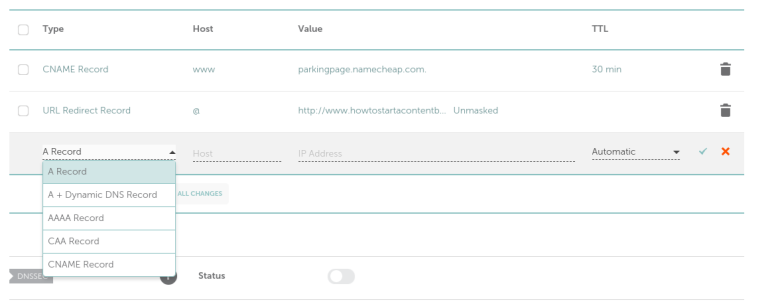 Type Host Value TTL
CNAME Record www parkingpage.namecheap.com. 30 min
URL Redirect Record @ http://www.howtostartacontentb... Unmasked
A Record Host IP Address Automatic
A Record
A + Dynamic DNS Record
ALL CHANGES
AAAA Record
CAA Record
CNAME Record
Status